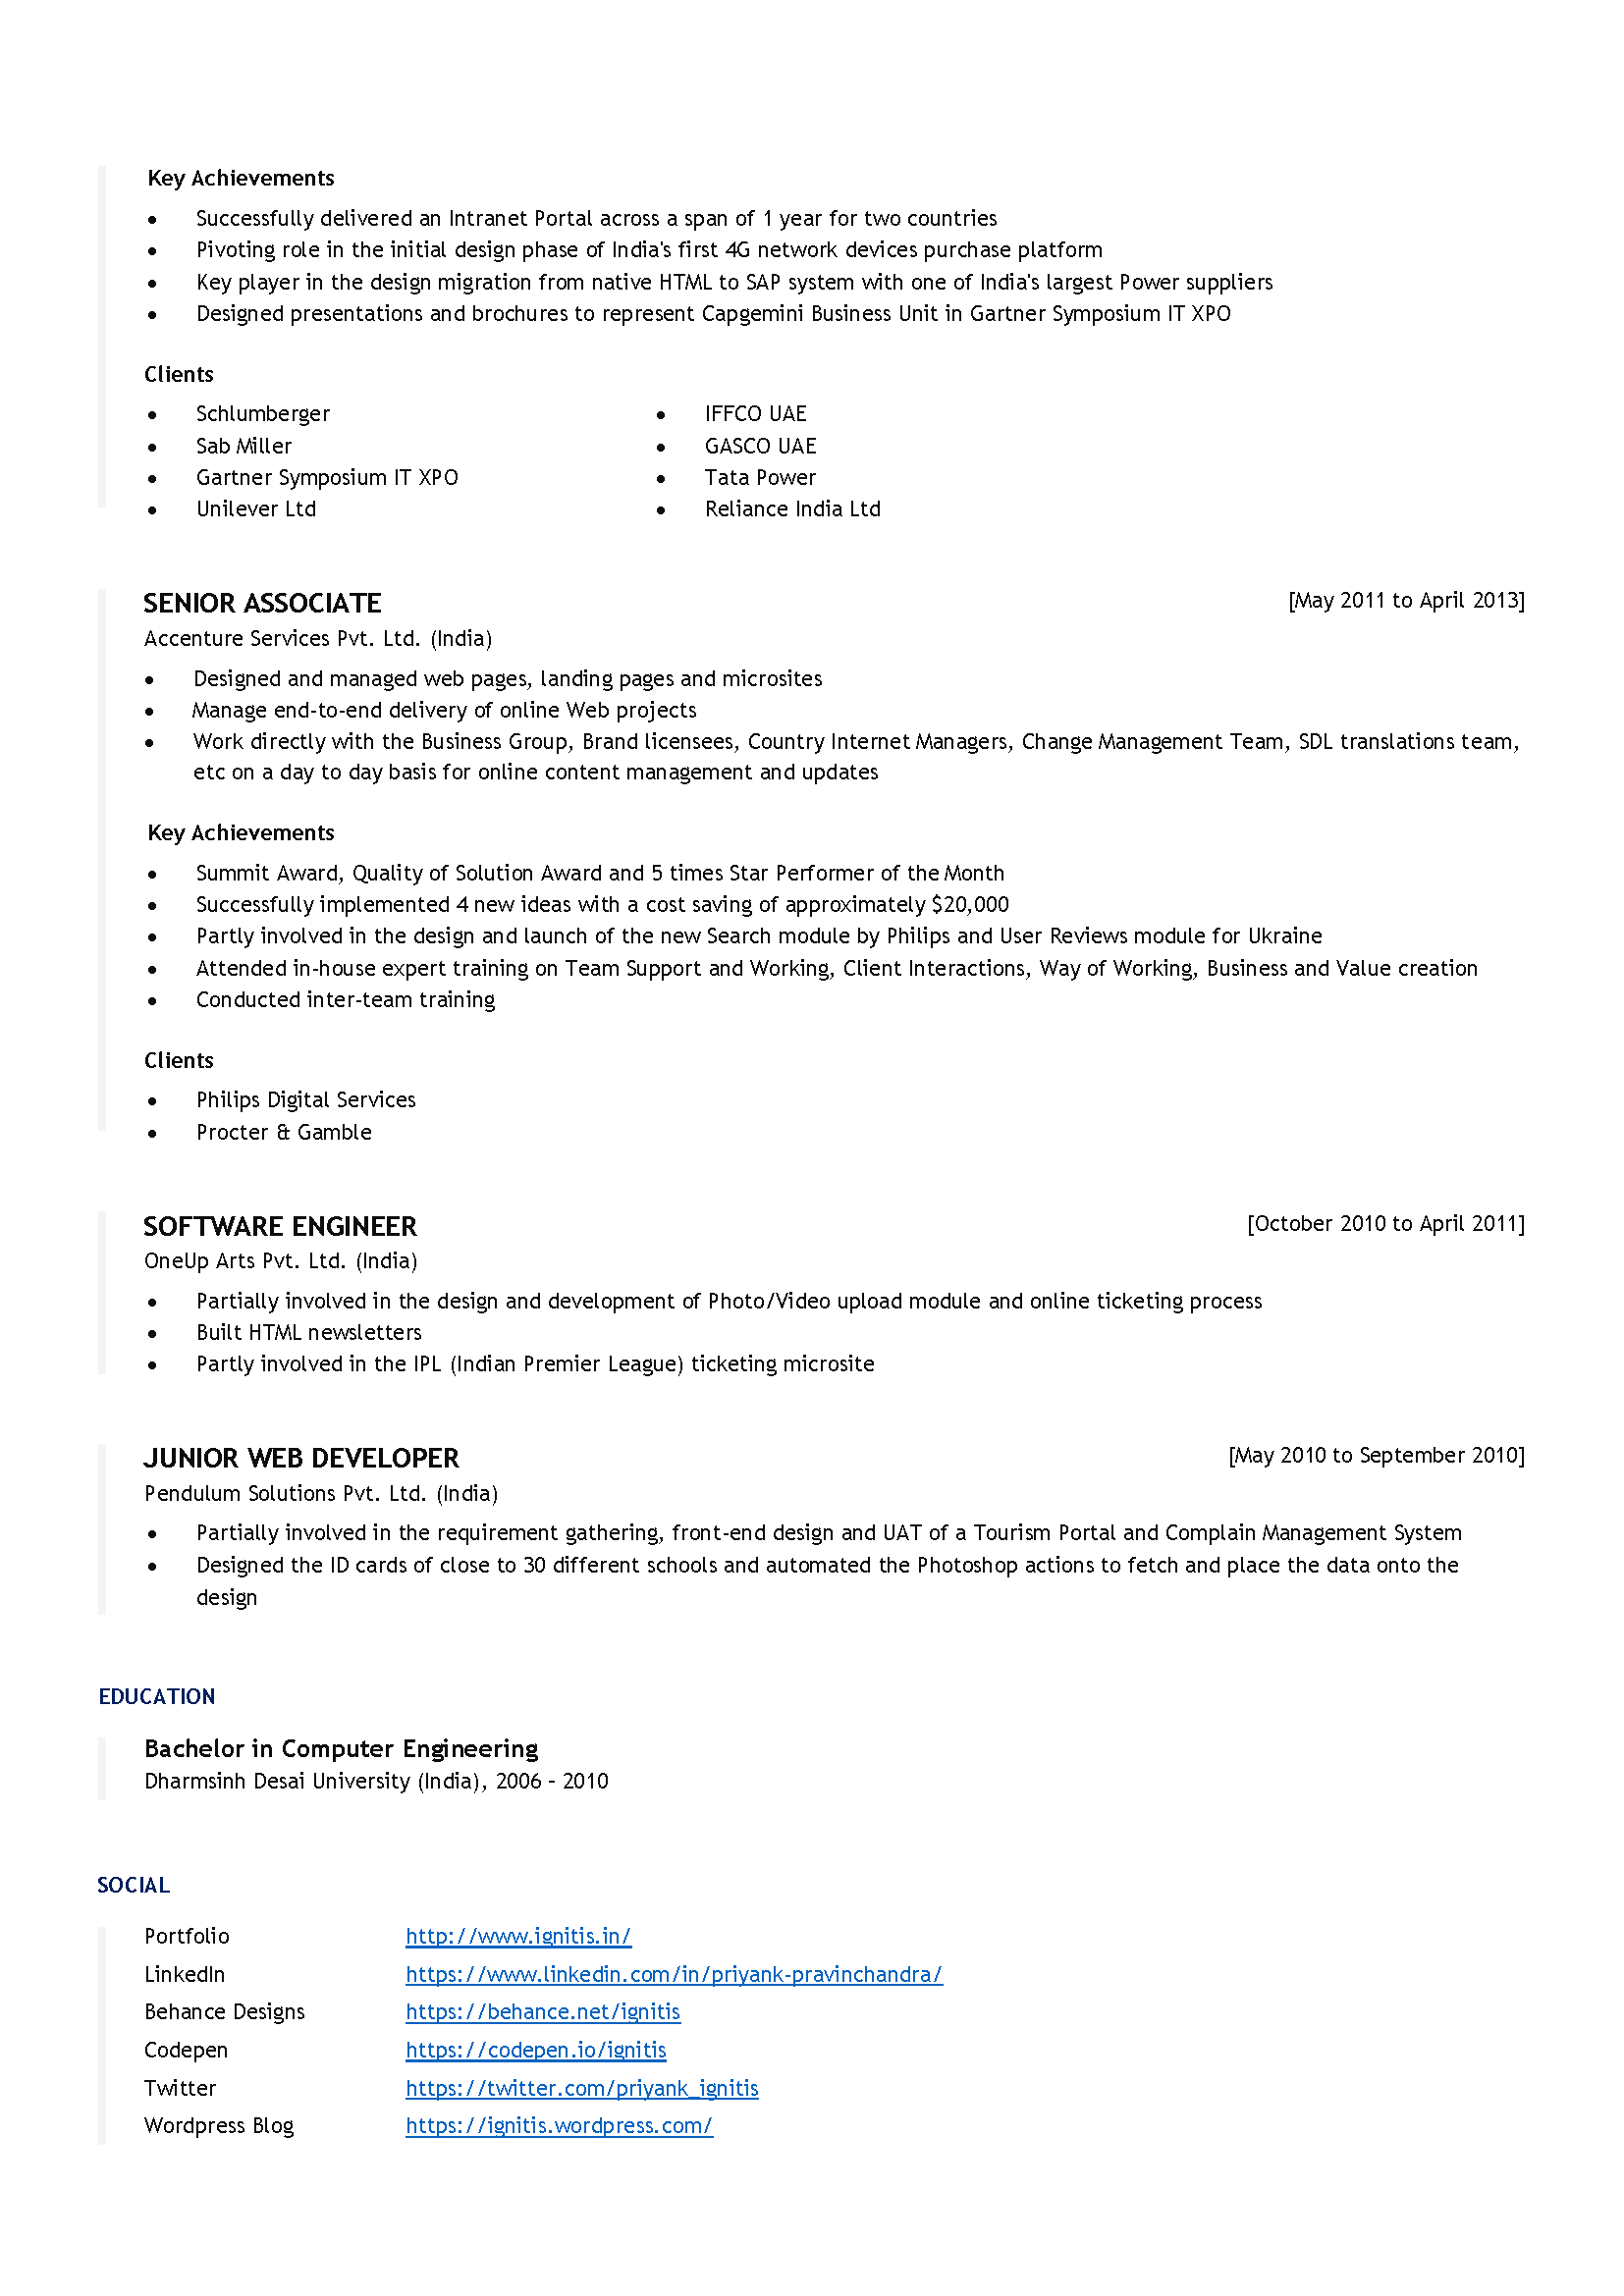 Key Achievements
• Successfully delivered an Intranet Portal across a span of 1 year for two countries
• Pivoting role in the initial design phase of India's first 4G network devices purchase platform
• Key player in the design migration from native HTML to SAP system with one of India's largest Power suppliers
• Designed presentations and brochures to represent Capgemini Business Unit in Gartner Symposium IT XPO
Clients
• Schlumberger
• Sab Miller
• Gartner Symposium IT XPO
• Unilever Ltd
• IFFCO UAE
• GASCO UAE
• Tata Power
• Reliance India Ltd
SENIOR ASSOCIATE [May 2011 to April 2013]
Accenture Services Pvt. Ltd. (India)
• Designed and managed web pages, landing pages and microsites
• Manage end-to-end delivery of online Web projects
• Work directly with the Business Group, Brand licensees, Country Internet Managers, Change Management Team, SDL translations team,
etc on a day to day basis for online content management and updates
Key Achievements
• Summit Award, Quality of Solution Award and 5 times Star Performer of the Month
• Successfully implemented 4 new ideas with a cost saving of approximately $20,000
• Partly involved in the design and launch of the new Search module by Philips and User Reviews module for Ukraine
• Attended in-house expert training on Team Support and Working, Client Interactions, Way of Working, Business and Value creation
• Conducted inter-team training
Clients
• Philips Digital Services
• Procter & Gamble
SOFTWARE ENGINEER [October 2010 to April 2011]
OneUp Arts Pvt. Ltd. (India)
• Partially involved in the design and development of Photo/Video upload module and online ticketing process
• Built HTML newsletters
• Partly involved in the IPL (Indian Premier League) ticketing microsite
JUNIOR WEB DEVELOPER [May 2010 to September 2010]
Pendulum Solutions Pvt. Ltd. (India)
• Partially involved in the requirement gathering, front-end design and UAT of a Tourism Portal and Complain Management System
• Designed the ID cards of close to 30 different schools and automated the Photoshop actions to fetch and place the data onto the
design
EDUCATION
Bachelor in Computer Engineering
Dharmsinh Desai University (India), 2006 - 2010
SOCIAL
Portfolio http://www.ignitis.in/
LinkedIn https://www.linkedin.com/in/priyank-pravinchandra/
Behance Designs https://behance.net/ignitis
Codepen https://codepen.io/ignitis
Twitter https://twitter.com/priyank_ignitis
Wordpress Blog https://ignitis.wordpress.com/